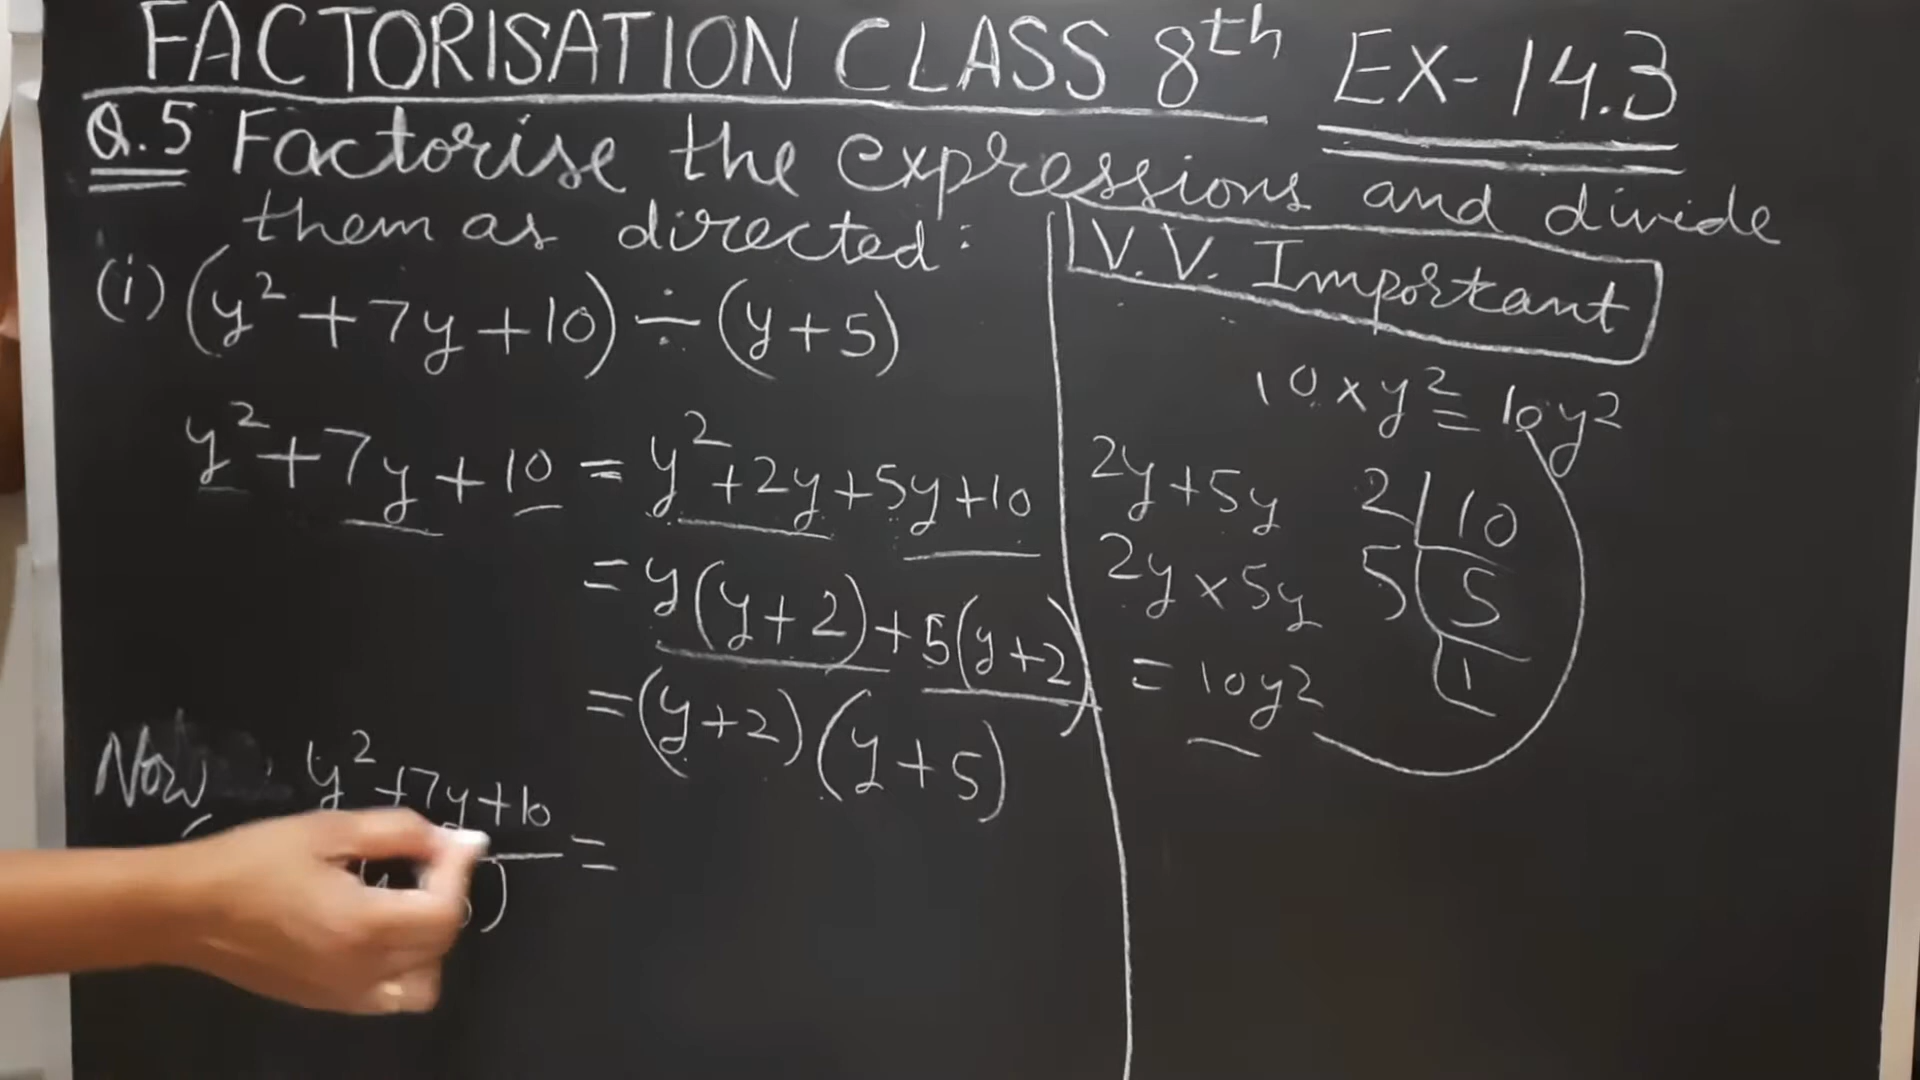 FACTORISATION CLASS 8th EX-14.3
Q.5 Factorise the expressions and divide
them as directed:
V.V. Important
(i) (y²+7y+10)÷(y+5)
y²+7y+10 = y²+2y+5y+10
= y(y+2)+5(y+2)
=(y+2)(y+5)
Now y²+7y+10
=
10×y²=10y²
2y+5y
2y×5y
= 10y2
2 10
5 5
1